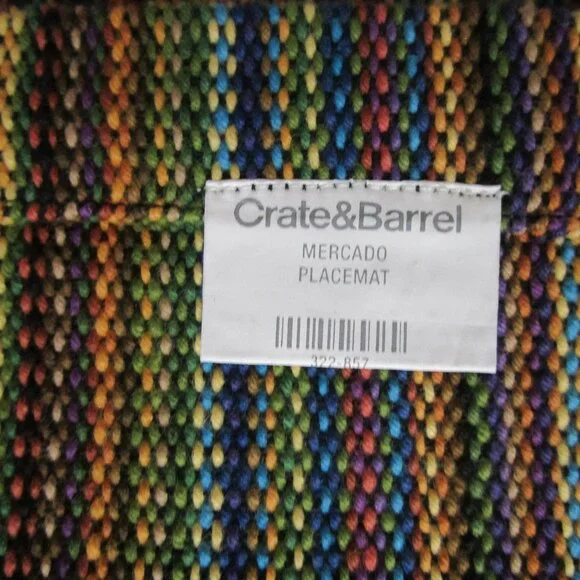 Crate&Barrel
MERCADO
PLACEMAT
322-857